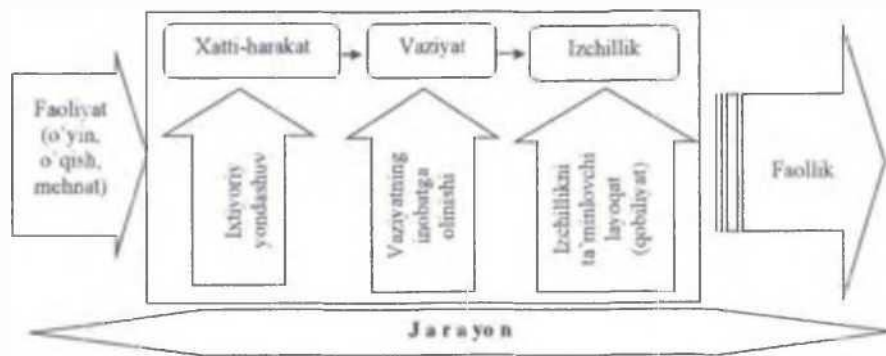 Xatti-harakat
Vaziyat
Izchillik
Faoliyat
(o`yin,
o`qish,
mehnat)
Ixtiyoriy
yondashuv
Vaziyatning
inobatga
olinishi
Izchillikni
ta`minlovchi
layoqat
(qobiliyat)
Faollik
Jarayon